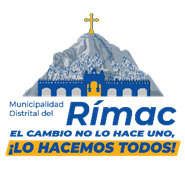 Municipalidad
Distrital del
Rímac
EL CAMBIO NO LO HACE UNO,
¡LO HACEMOS TODOS!